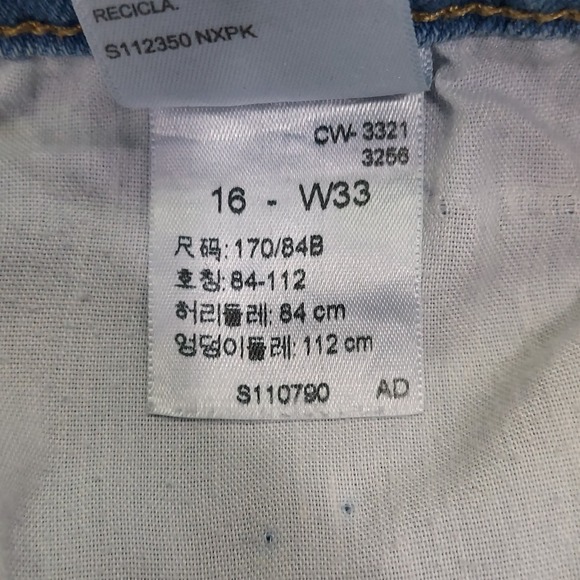 RECICLA.
S112350 NXPK
CW- 3321
3256
16 - W33
尺码: 170/84B
호칭: 84-112
허리둘레: 84 cm
엉덩이둘레: 112 cm
S110790 AD